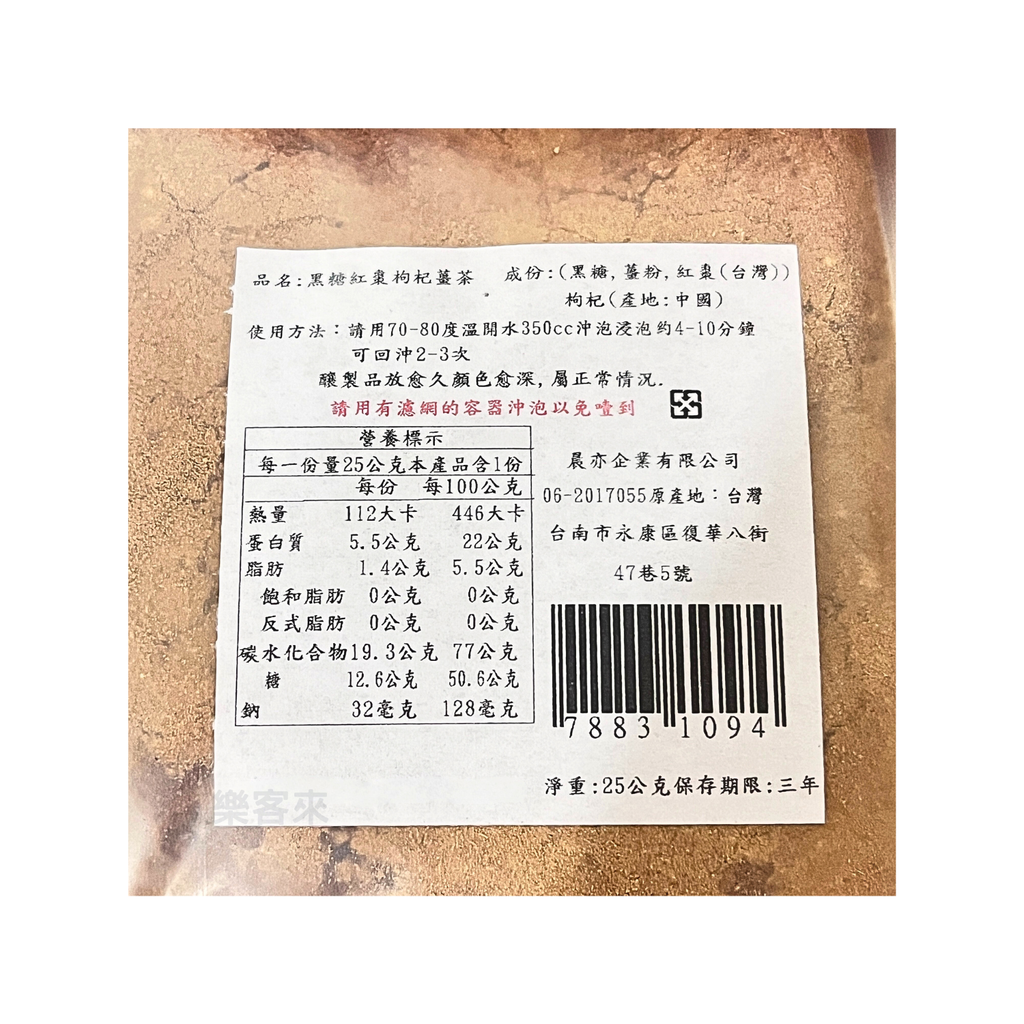 品名:黑糖紅棗枸杞薑茶 成份:(黑糖,薑粉,紅棗(台灣))
枸杞(產地:中國)
使用方法：請用70-80度溫開水350cc沖泡浸泡約4-10分鐘
可回沖2-3次
釀製品放愈久顏色愈深,屬正常情況.
請用有濾網的容器沖泡以免噎到
營養標示
每一份量25公克本產品含1份
每份 每100公克
熱量 112大卡 446大卡
蛋白質 5.5公克 22公克
脂肪 1.4公克 5.5公克
飽和脂肪 0公克 0公克
反式脂肪 0公克 0公克
碳水化合物19.3公克 77公克
糖 12.6公克 50.6公克
鈉 32毫克 128毫克
晨亦企業有限公司
06-2017055原產地：台灣
台南市永康區復華八街
47巷5號
7883 1094
淨重:25公克保存期限:三年
樂客來